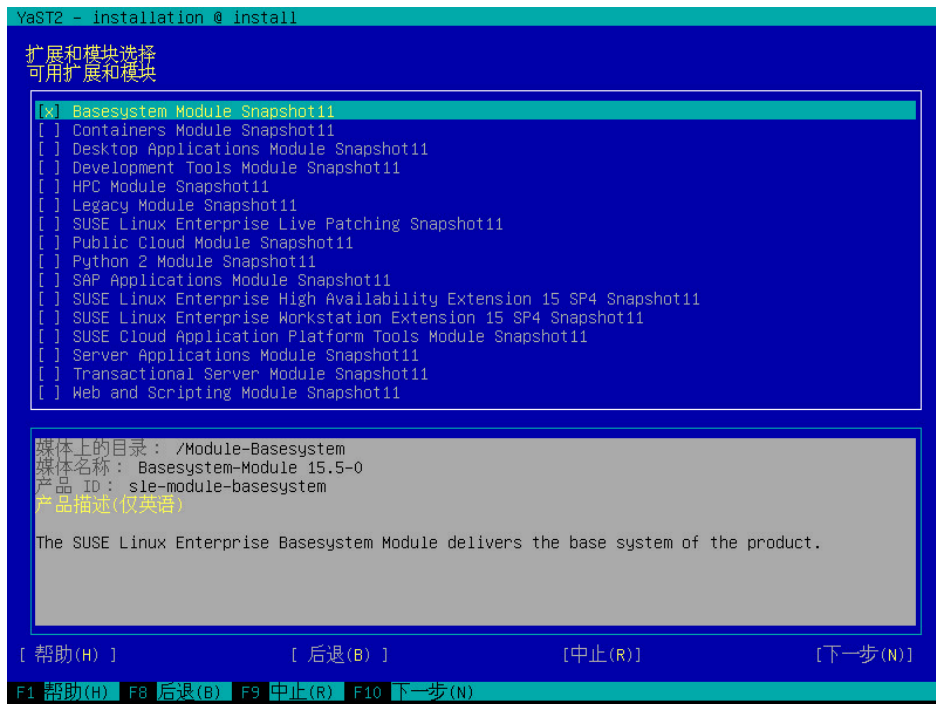 YaST2 - installation @ install
扩展和模块选择
可用扩展和模块
[x] Basesystem Module Snapshot11
[ ] Containers Module Snapshot11
[ ] Desktop Applications Module Snapshot11
[ ] Development Tools Module Snapshot11
[ ] HPC Module Snapshot11
[ ] Legacy Module Snapshot11
[ ] SUSE Linux Enterprise Live Patching Snapshot11
[ ] Public Cloud Module Snapshot11
[ ] Python 2 Module Snapshot11
[ ] SAP Applications Module Snapshot11
[ ] SUSE Linux Enterprise High Availability Extension 15 SP4 Snapshot11
[ ] SUSE Linux Enterprise Workstation Extension 15 SP4 Snapshot11
[ ] SUSE Cloud Application Platform Tools Module Snapshot11
[ ] Server Applications Module Snapshot11
[ ] Transactional Server Module Snapshot11
[ ] Web and Scripting Module Snapshot11
媒体上的目录： /Module-Basesystem
媒体名称： Basesystem-Module 15.5-0
产品 ID： sle-module-basesystem
产品描述(仅英语)
The SUSE Linux Enterprise Basesystem Module delivers the base system of the product.
[ 帮助(H) ] [ 后退(B) ] [中止(R)] [下一步(N)]
F1 帮助(H) F8 后退(B) F9 中止(R) F10 下一步(N)